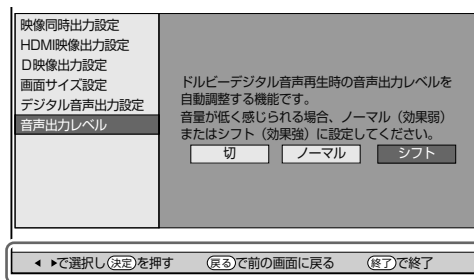 映像同時出力設定
HDMI映像出力設定
D映像出力設定
画面サイズ設定
デジタル音声出力設定
音声出力レベル
ドルビーデジタル音声再生時の音声出力レベルを
自動調整する機能です。
音量が低く感じられる場合、ノーマル（効果弱）
またはシフト（効果強）に設定してください。
切 ノーマル シフト
◀ ▶で選択し決定を押す 戻るで前の画面に戻る 終了で終了